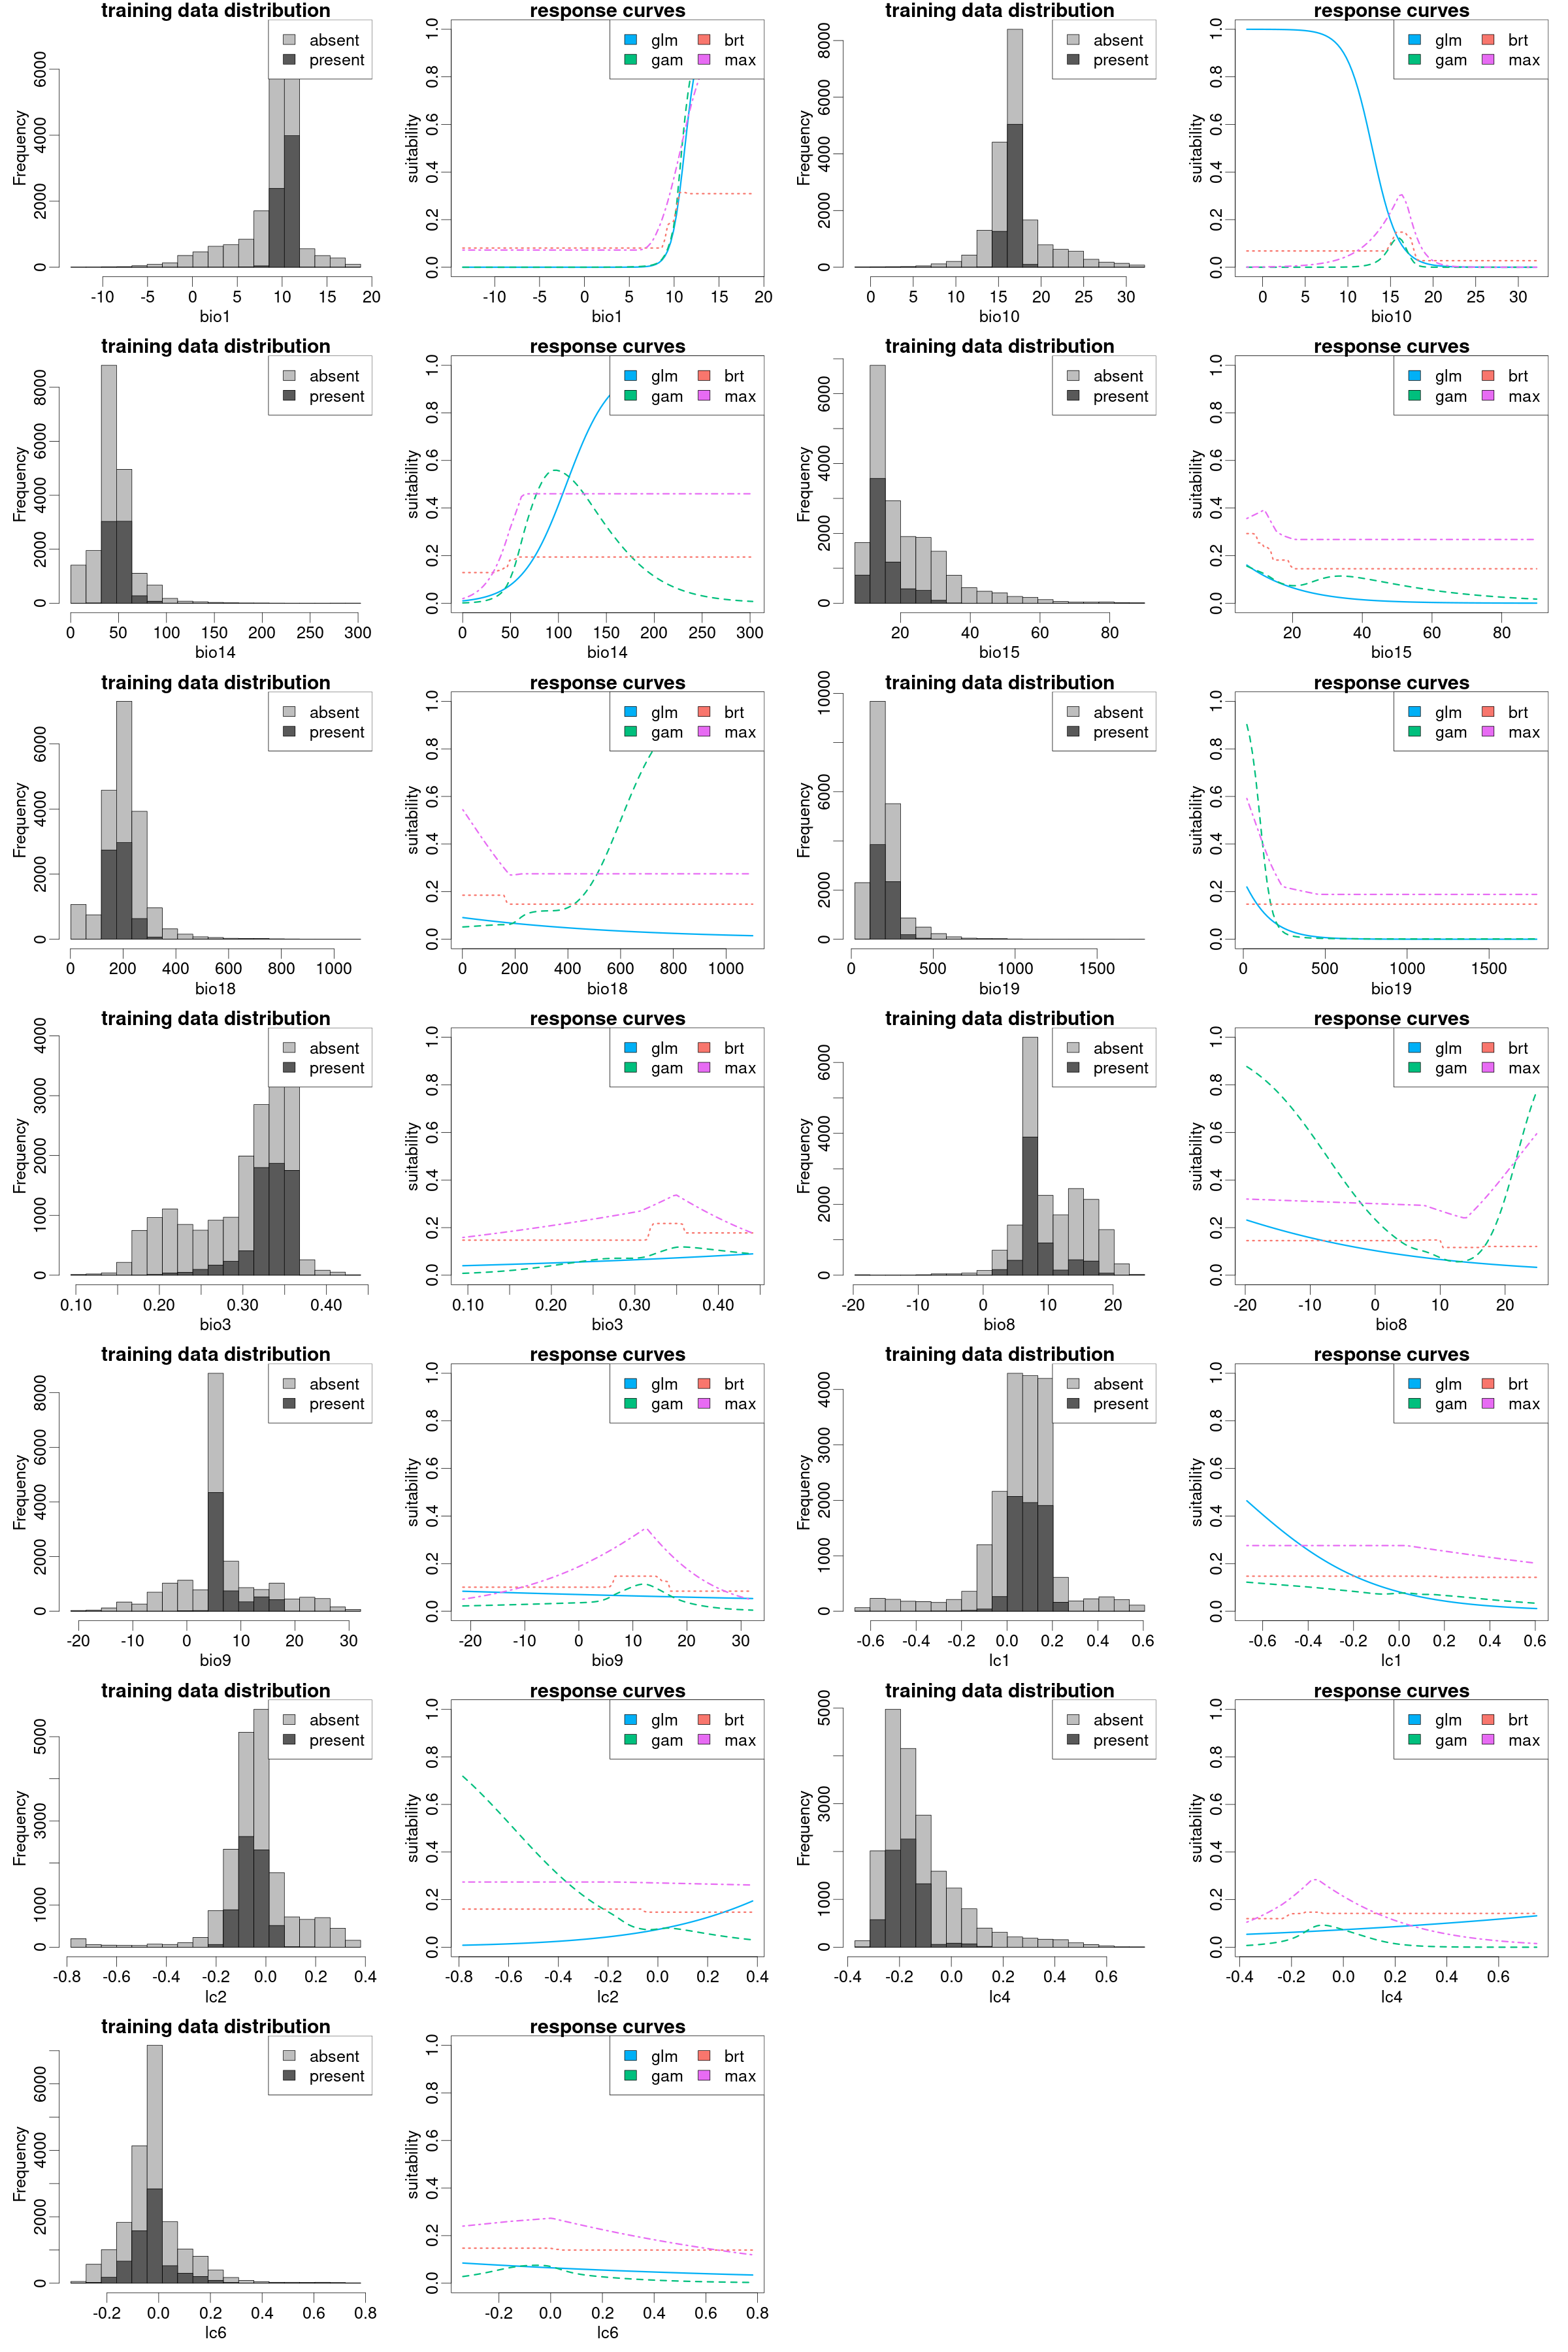 training data distribution
absent
present
Frequency
0 2000 4000 6000
-10 -5 0 5 10 15 20
bio1
response curves
glm brt
gam max
suitability
0.0 0.2 0.4 0.6 0.8 1.0
-10 -5 0 5 10 15 20
bio1
training data distribution
absent
present
Frequency
0 2000 4000 6000 8000
0 5 10 15 20 25 30
bio10
response curves
glm brt
gam max
suitability
0.0 0.2 0.4 0.6 0.8 1.0
0 5 10 15 20 25 30
bio10
training data distribution
absent
present
Frequency
0 2000 4000 6000 8000
0 50 100 150 200 250 300
bio14
response curves
glm brt
gam max
suitability
0.0 0.2 0.4 0.6 0.8 1.0
0 50 100 150 200 250 300
bio14
training data distribution
absent
present
Frequency
0 2000 4000 6000
20 40 60 80
bio15
response curves
glm brt
gam max
suitability
0.0 0.2 0.4 0.6 0.8 1.0
20 40 60 80
bio15
training data distribution
absent
present
Frequency
0 2000 4000 6000
0 200 400 600 800 1000
bio18
response curves
glm brt
gam max
suitability
0.0 0.2 0.4 0.6 0.8 1.0
0 200 400 600 800 1000
bio18
training data distribution
absent
present
Frequency
0 2000 6000 10000
0 500 1000 1500
bio19
response curves
glm brt
gam max
suitability
0.0 0.2 0.4 0.6 0.8 1.0
0 500 1000 1500
bio19
training data distribution
absent
present
Frequency
0 1000 2000 3000 4000
0.10 0.20 0.30 0.40
bio3
response curves
glm brt
gam max
suitability
0.0 0.2 0.4 0.6 0.8 1.0
0.10 0.20 0.30 0.40
bio3
training data distribution
absent
present
Frequency
0 2000 4000 6000
-20 -10 0 10 20
bio8
response curves
glm brt
gam max
suitability
0.0 0.2 0.4 0.6 0.8 1.0
-20 -10 0 10 20
bio8
training data distribution
absent
present
Frequency
0 2000 4000 6000 8000
-20 -10 0 10 20 30
bio9
response curves
glm brt
gam max
suitability
0.0 0.2 0.4 0.6 0.8 1.0
-20 -10 0 10 20 30
bio9
training data distribution
absent
present
Frequency
0 1000 2000 3000 4000
-0.6 -0.4 -0.2 0.0 0.2 0.4 0.6
lc1
response curves
glm brt
gam max
suitability
0.0 0.2 0.4 0.6 0.8 1.0
-0.6 -0.4 -0.2 0.0 0.2 0.4 0.6
lc1
training data distribution
absent
present
Frequency
0 1000 3000 5000
-0.8 -0.6 -0.4 -0.2 0.0 0.2 0.4
lc2
response curves
glm brt
gam max
suitability
0.0 0.2 0.4 0.6 0.8 1.0
-0.8 -0.6 -0.4 -0.2 0.0 0.2 0.4
lc2
training data distribution
absent
present
Frequency
0 1000 3000 5000
-0.4 -0.2 0.0 0.2 0.4 0.6
lc4
response curves
glm brt
gam max
suitability
0.0 0.2 0.4 0.6 0.8 1.0
-0.4 -0.2 0.0 0.2 0.4 0.6
lc4
training data distribution
absent
present
Frequency
0 2000 4000 6000
-0.2 0.0 0.2 0.4 0.6 0.8
lc6
response curves
glm brt
gam max
suitability
0.0 0.2 0.4 0.6 0.8 1.0
-0.2 0.0 0.2 0.4 0.6 0.8
lc6